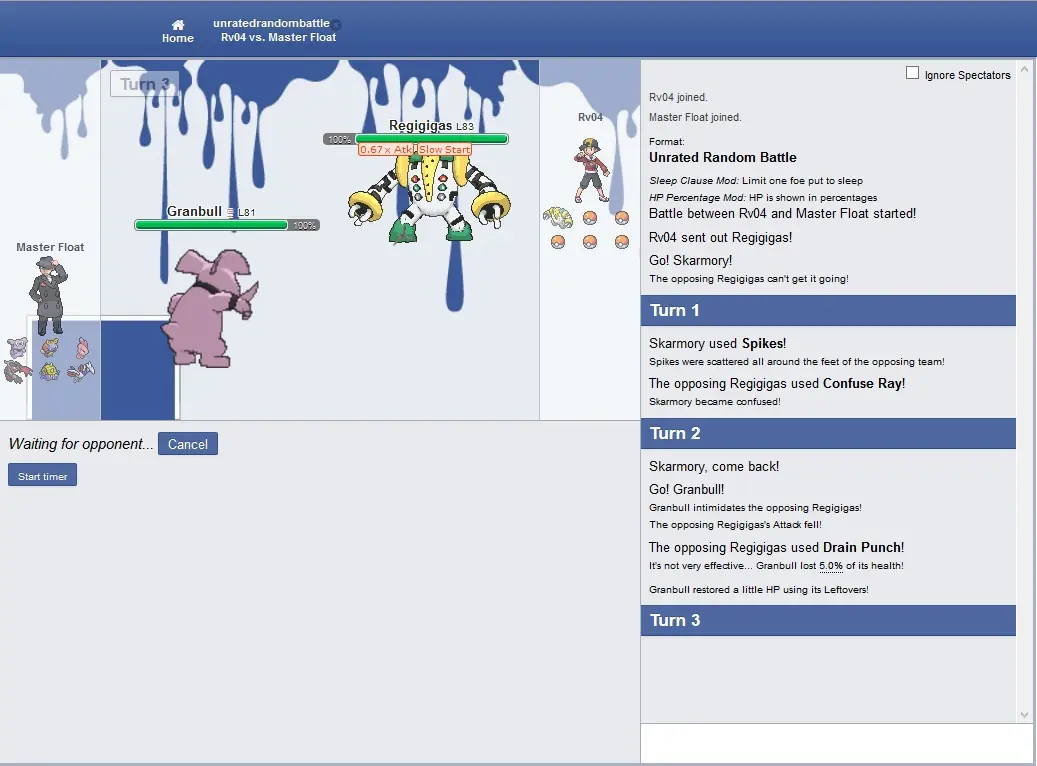 Home
unratedrandombattle
Rv04 vs. Master Float
Turn 3
Regigigas L83
100%
0.67x Atk Slow Start
Rv04
Granbull L81
100%
Master Float
Waiting for opponent... Cancel
Start timer
Ignore Spectators
Rv04 joined.
Master Float joined.
Format:
Unrated Random Battle
Sleep Clause Mod: Limit one foe put to sleep
HP Percentage Mod: HP is shown in percentages
Battle between Rv04 and Master Float started!
Rv04 sent out Regigigas!
Go! Skarmory!
The opposing Regigigas can't get it going!
Turn 1
Skarmory used Spikes!
Spikes were scattered all around the feet of the opposing team!
The opposing Regigigas used Confuse Ray!
Skarmory became confused!
Turn 2
Skarmory, come back!
Go! Granbull!
Granbull intimidates the opposing Regigigas!
The opposing Regigigas's Attack fell!
The opposing Regigigas used Drain Punch!
It's not very effective... Granbull lost 5.0% of its health!
Granbull restored a little HP using its Leftovers!
Turn 3